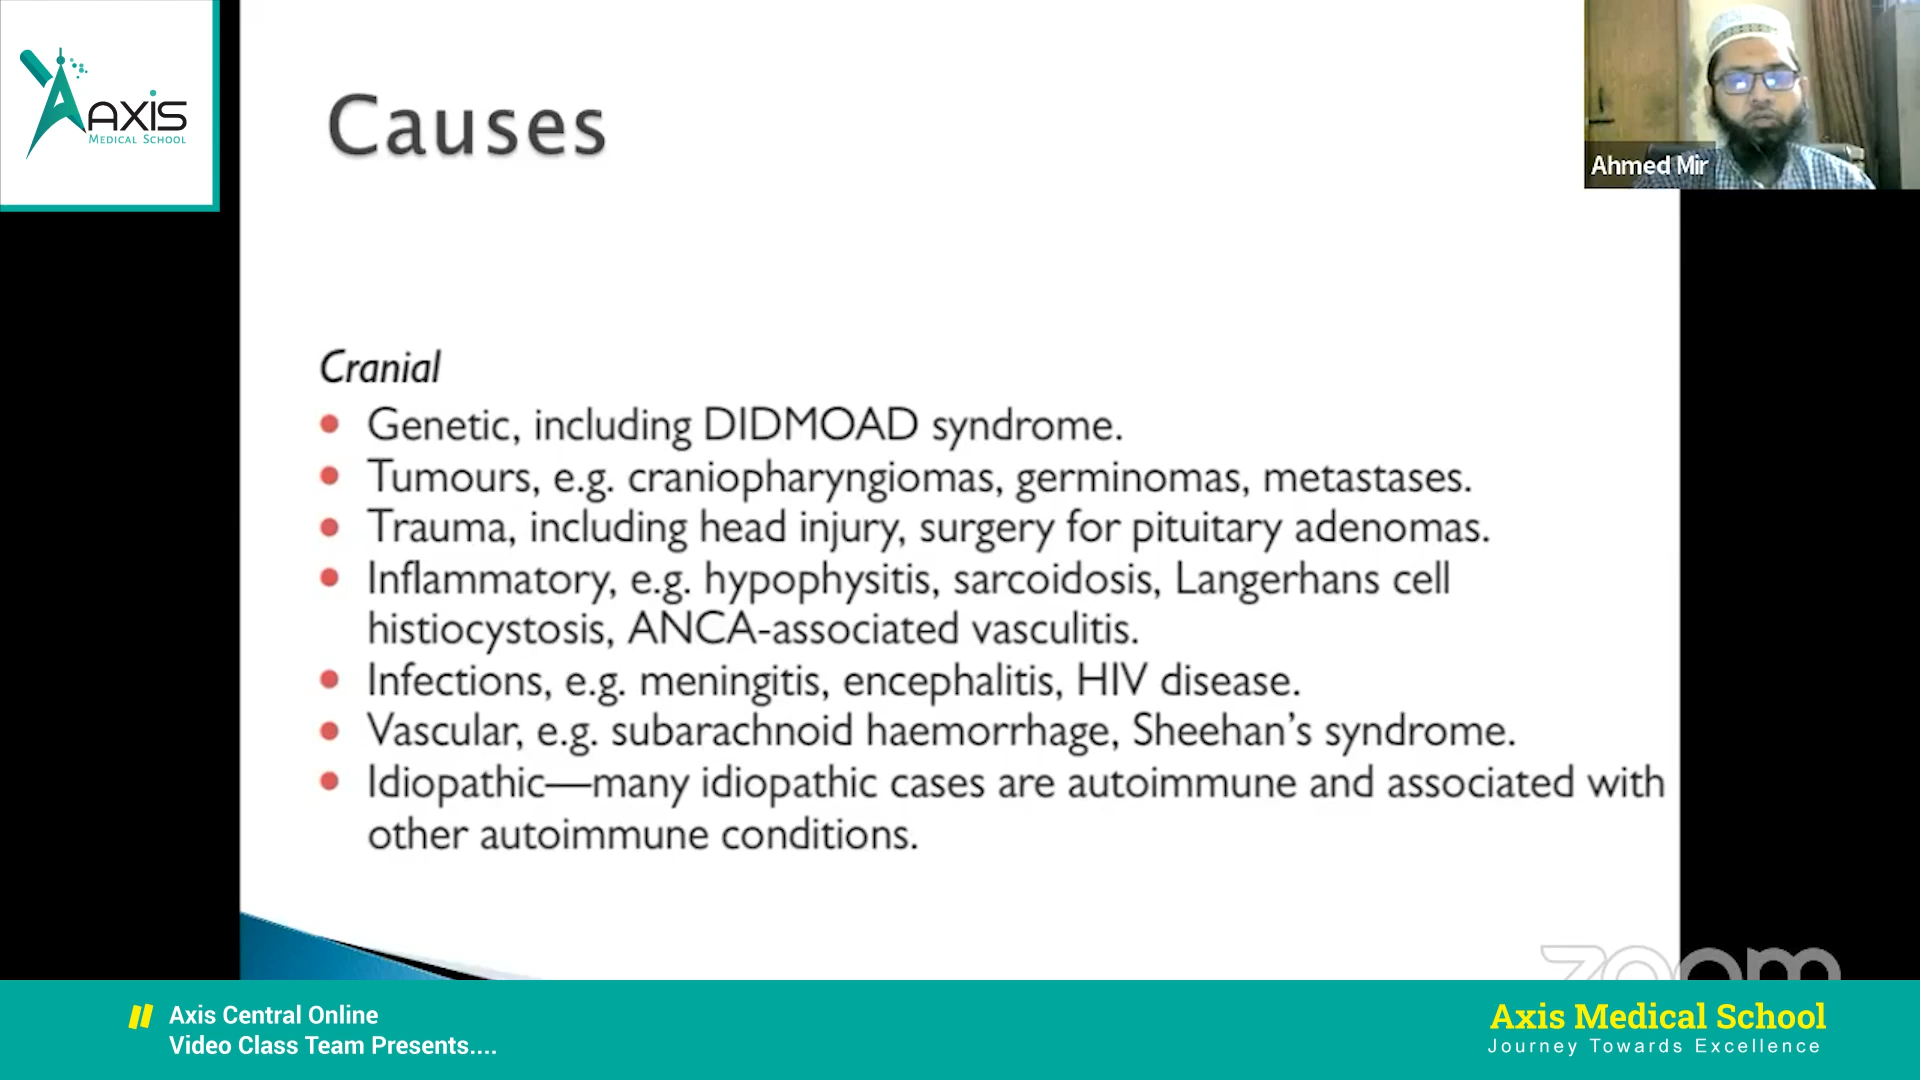 AXIS
MEDICAL SCHOOL
Causes
Ahmed Mir
Cranial
Genetic, including DIDMOAD syndrome.
Tumours, e.g. craniopharyngiomas, germinomas, metastases.
Trauma, including head injury, surgery for pituitary adenomas.
Inflammatory, e.g. hypophysitis, sarcoidosis, Langerhans cell
histiocystosis, ANCA-associated vasculitis.
Infections, e.g. meningitis, encephalitis, HIV disease.
Vascular, e.g. subarachnoid haemorrhage, Sheehan’s syndrome.
Idiopathic—many idiopathic cases are autoimmune and associated with
other autoimmune conditions.
zoom
Axis Central Online
Video Class Team Presents....
Axis Medical School
Journey Towards Excellence